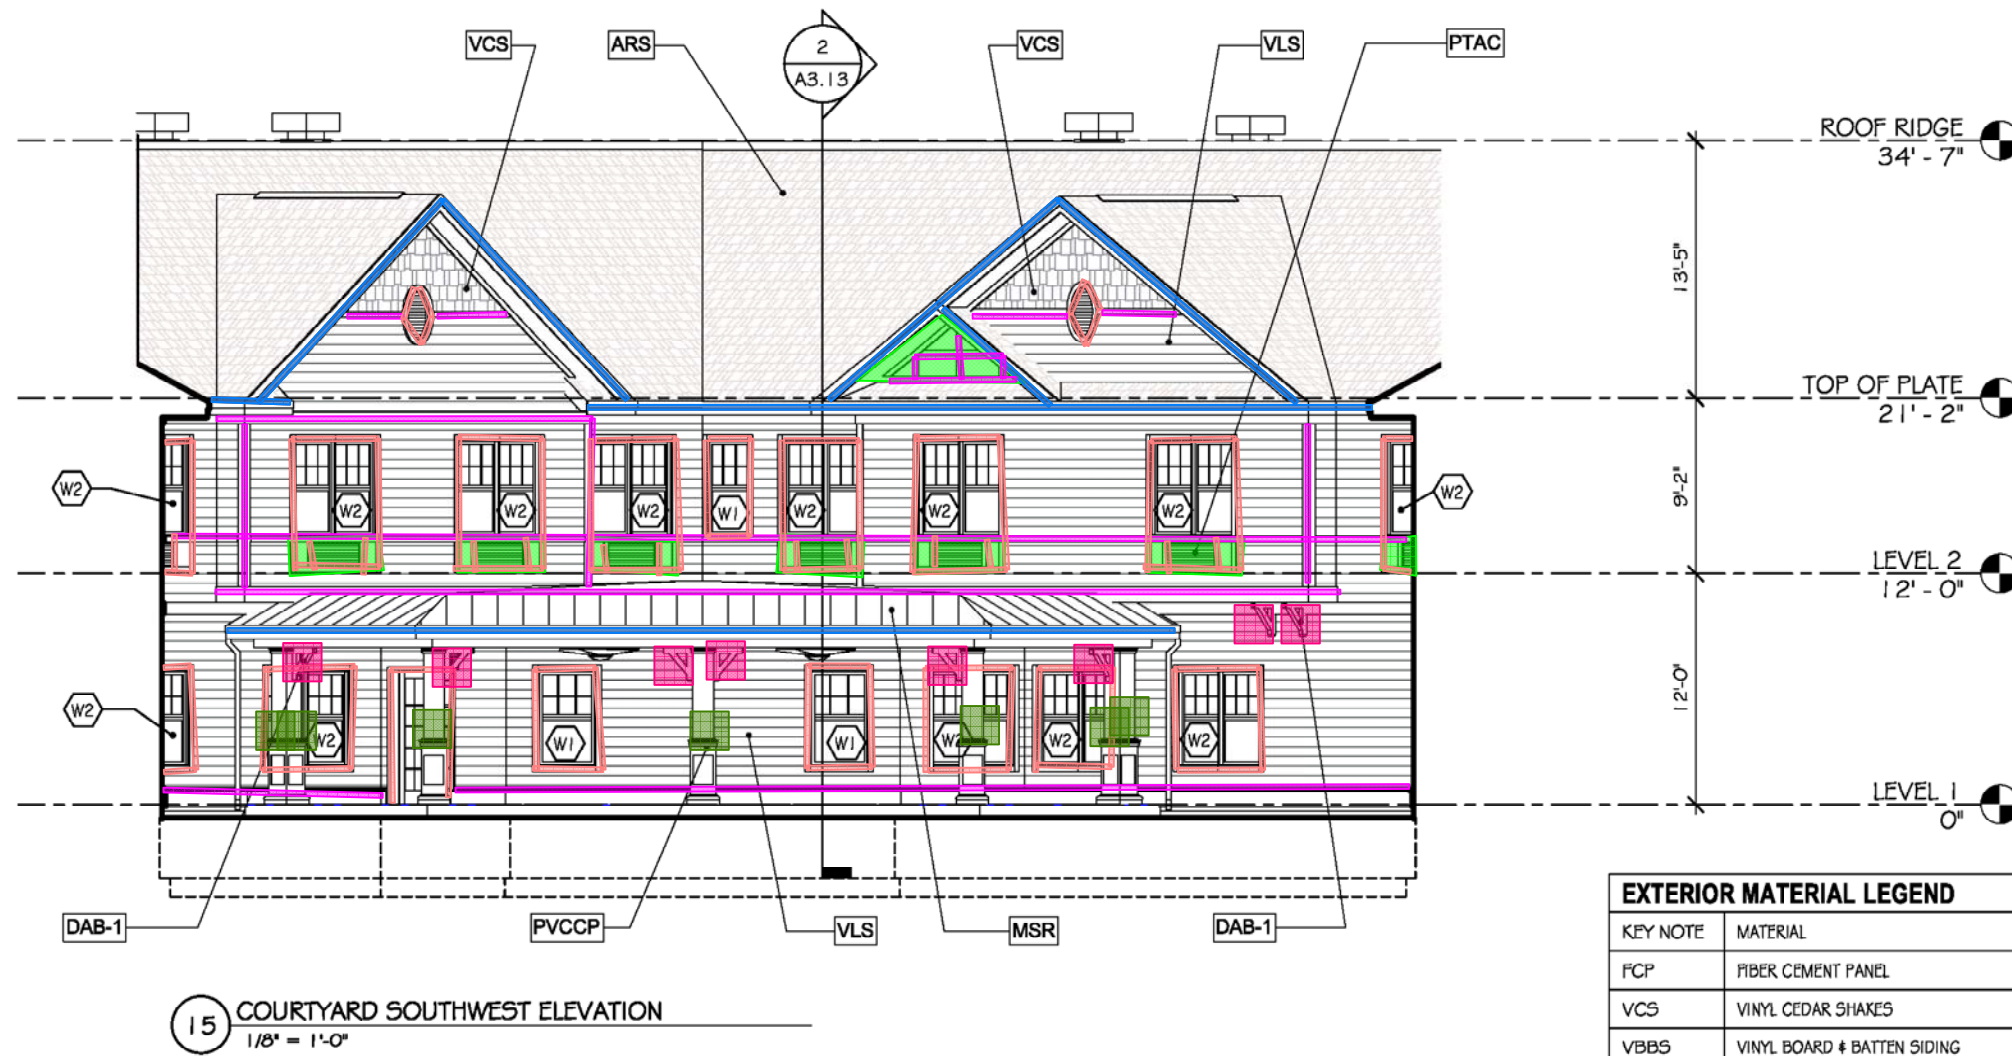 VCS
ARS
2
A3.13
VCS
VLS
PTAC
ROOF RIDGE
34' - 7"
13'-5"
TOP OF PLATE
21' - 2"
9'-2"
W2
W2
W2
W2
W1
W2
W2
W2
W2
LEVEL 2
12' - 0"
12'-0"
W2
W2
W1
W1
W2
W2
W2
LEVEL 1
0"
DAB-1
PVCCP
VLS
MSR
DAB-1
EXTERIOR MATERIAL LEGEND
KEY NOTE MATERIAL
FCP FIBER CEMENT PANEL
VCS VINYL CEDAR SHAKES
VBBS VINYL BOARD & BATTEN SIDING
15 COURTYARD SOUTHWEST ELEVATION
1/8" = 1'-0"